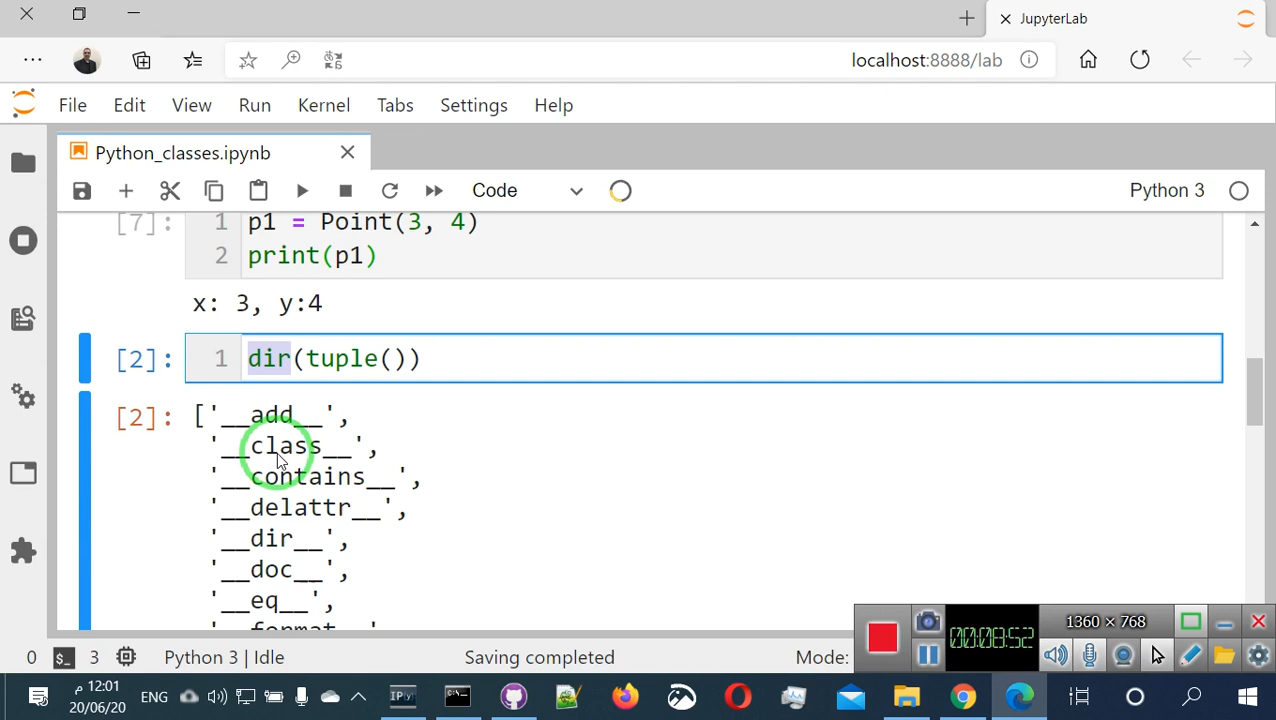 JupyterLab
localhost:8888/lab
File Edit View Run Kernel Tabs Settings Help
Python_classes.ipynb
Code
Python 3
[7]: 1 p1 = Point(3, 4)
2 print(p1)
x: 3, y:4
[2]: 1 dir(tuple())
[2]: ['__add__',
'__class__',
'__contains__',
'__delattr__',
'__dir__',
'__doc__',
'__eq__',
'__format__',
1360 × 768
00:08:52
0 3 Python 3 | Idle Saving completed Mode:
12:01 م
20/06/20
ENG
IPy